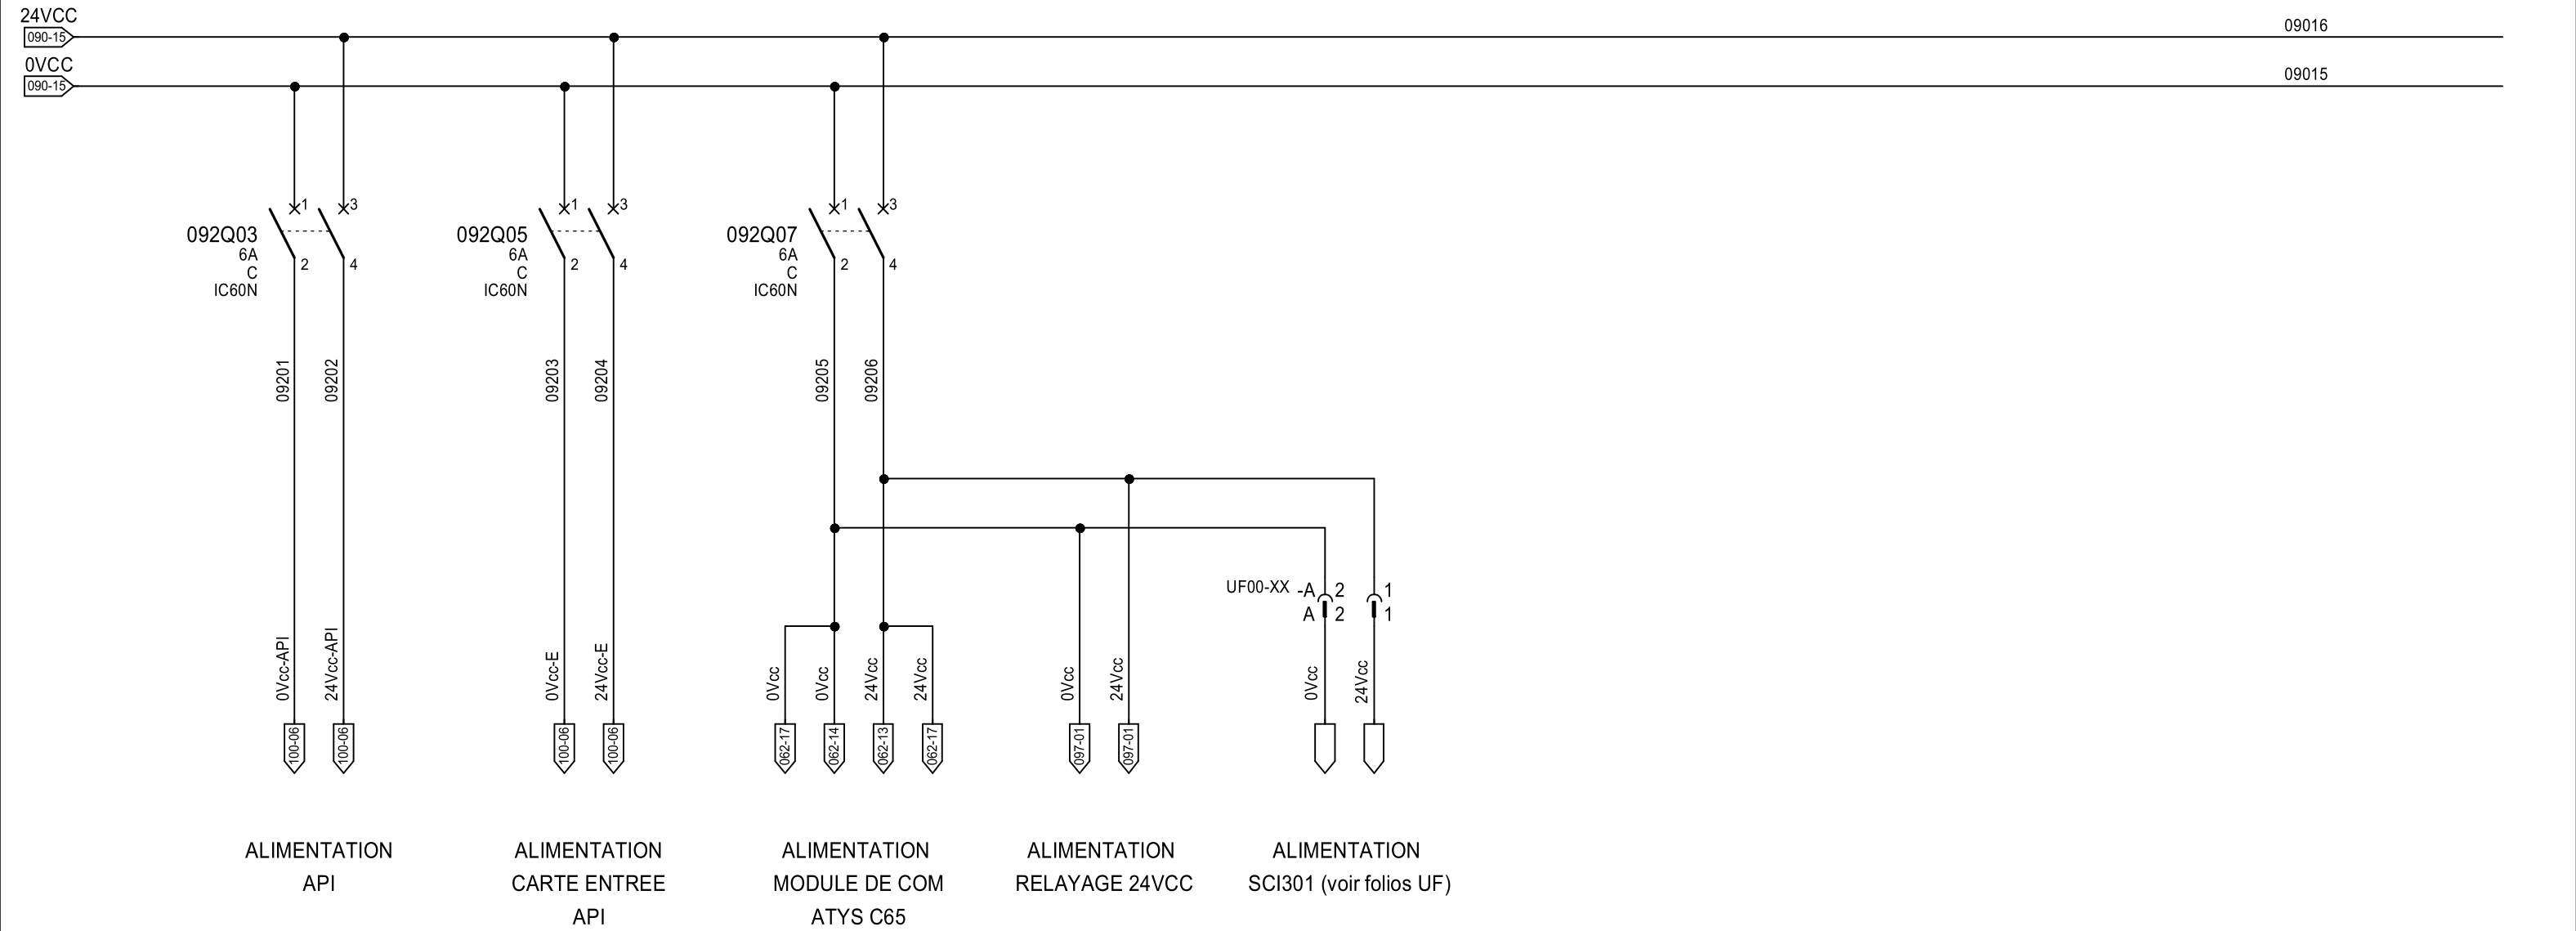 24VCC
090-15
09016
0VCC
090-15
09015
1
3
1
3
1
3
092Q03
6A
C
IC60N
2
4
092Q05
6A
C
IC60N
2
4
092Q07
6A
C
IC60N
2
4
09201
09202
09203
09204
09205
09206
UF00-XX
-A
2
1
A
2
1
0Vcc-API
24Vcc-API
0Vcc-E
24Vcc-E
0Vcc
0Vcc
24Vcc
24Vcc
0Vcc
24Vcc
0Vcc
24Vcc
100-06
100-06
100-06
100-06
062-17
062-14
062-13
062-17
097-01
097-01
ALIMENTATION
API
ALIMENTATION
CARTE ENTREE
API
ALIMENTATION
MODULE DE COM
ATYS C65
ALIMENTATION
RELAYAGE 24VCC
ALIMENTATION
SCI301 (voir folios UF)